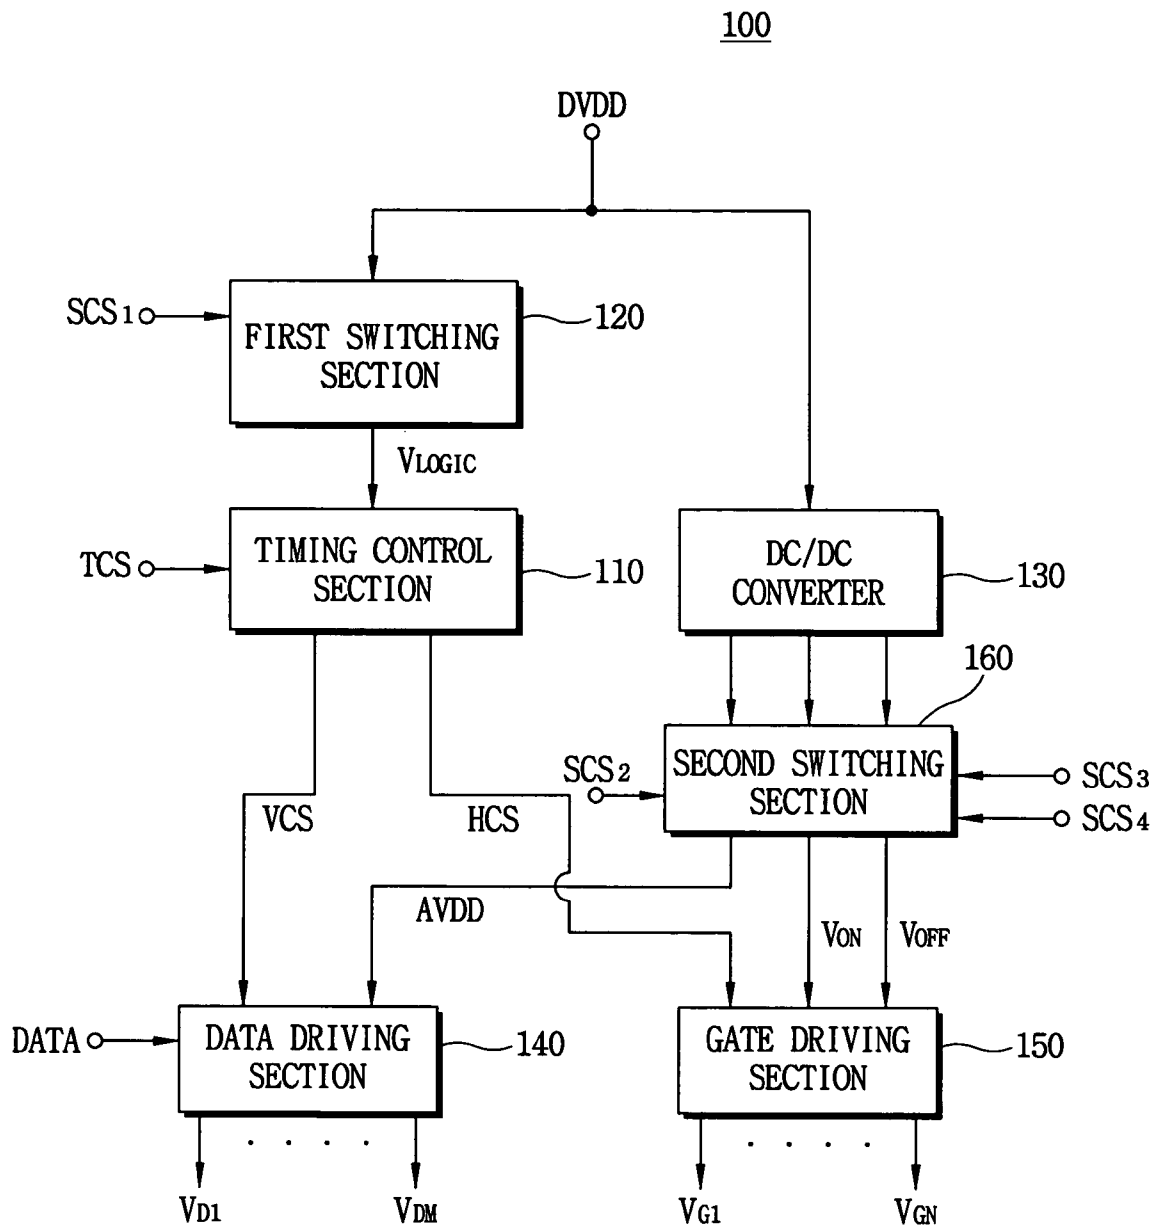 100
DVDD
SCS1
FIRST SWITCHING
SECTION
120
VLOGIC
TCS
TIMING CONTROL
SECTION
110
DC/DC
CONVERTER
130
160
SCS2
SECOND SWITCHING
SECTION
SCS3
SCS4
VCS
HCS
AVDD
VON
VOFF
DATA
DATA DRIVING
SECTION
140
GATE DRIVING
SECTION
150
. . . .
. . . .
VD1
VDM
VG1
VGN